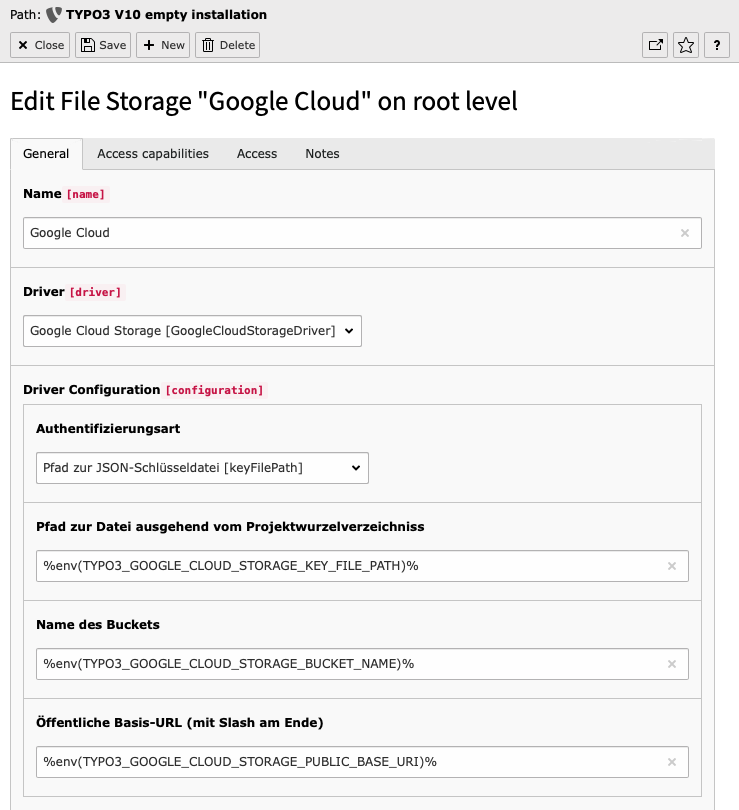 Path: TYPO3 V10 empty installation
Close Save New Delete ?
Edit File Storage "Google Cloud" on root level
General Access capabilities Access Notes
Name [name]
Google Cloud
Driver [driver]
Google Cloud Storage [GoogleCloudStorageDriver]
Driver Configuration [configuration]
Authentifizierungsart
Pfad zur JSON-Schlüsseldatei [keyFilePath]
Pfad zur Datei ausgehend vom Projektwurzelverzeichniss
%env(TYPO3_GOOGLE_CLOUD_STORAGE_KEY_FILE_PATH)%
Name des Buckets
%env(TYPO3_GOOGLE_CLOUD_STORAGE_BUCKET_NAME)%
Öffentliche Basis-URL (mit Slash am Ende)
%env(TYPO3_GOOGLE_CLOUD_STORAGE_PUBLIC_BASE_URI)%